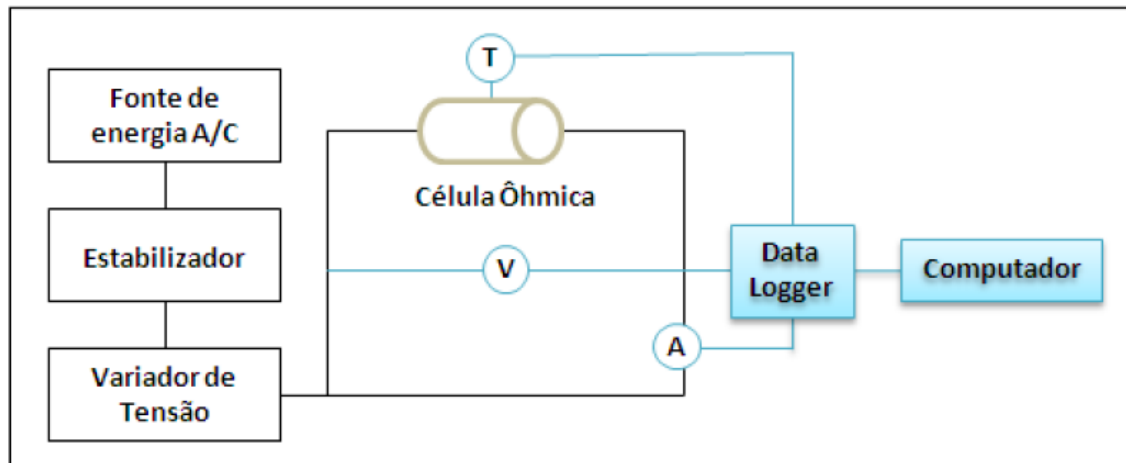 Fonte de
energia A/C
Estabilizador
Variador de
Tensão
T
Célula Ôhmica
V
A
Data
Logger
Computador